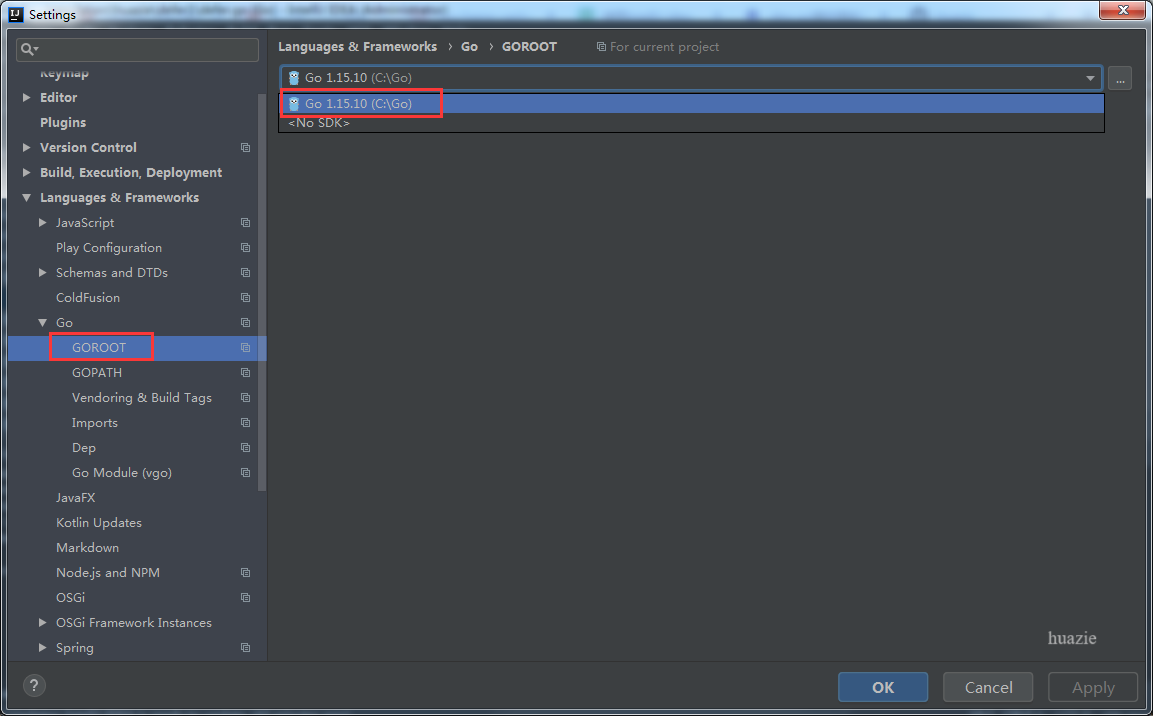 Settings
Keymap
Editor
Plugins
Version Control
Build, Execution, Deployment
Languages & Frameworks
JavaScript
Play Configuration
Schemas and DTDs
ColdFusion
Go
GOROOT
GOPATH
Vendoring & Build Tags
Imports
Dep
Go Module (vgo)
JavaFX
Kotlin Updates
Markdown
Node.js and NPM
OSGi
OSGi Framework Instances
Spring
Languages & Frameworks › Go › GOROOT For current project
Go 1.15.10 (C:\Go)
...
Go 1.15.10 (C:\Go)
<No SDK>
huazie
?
OK
Cancel
Apply